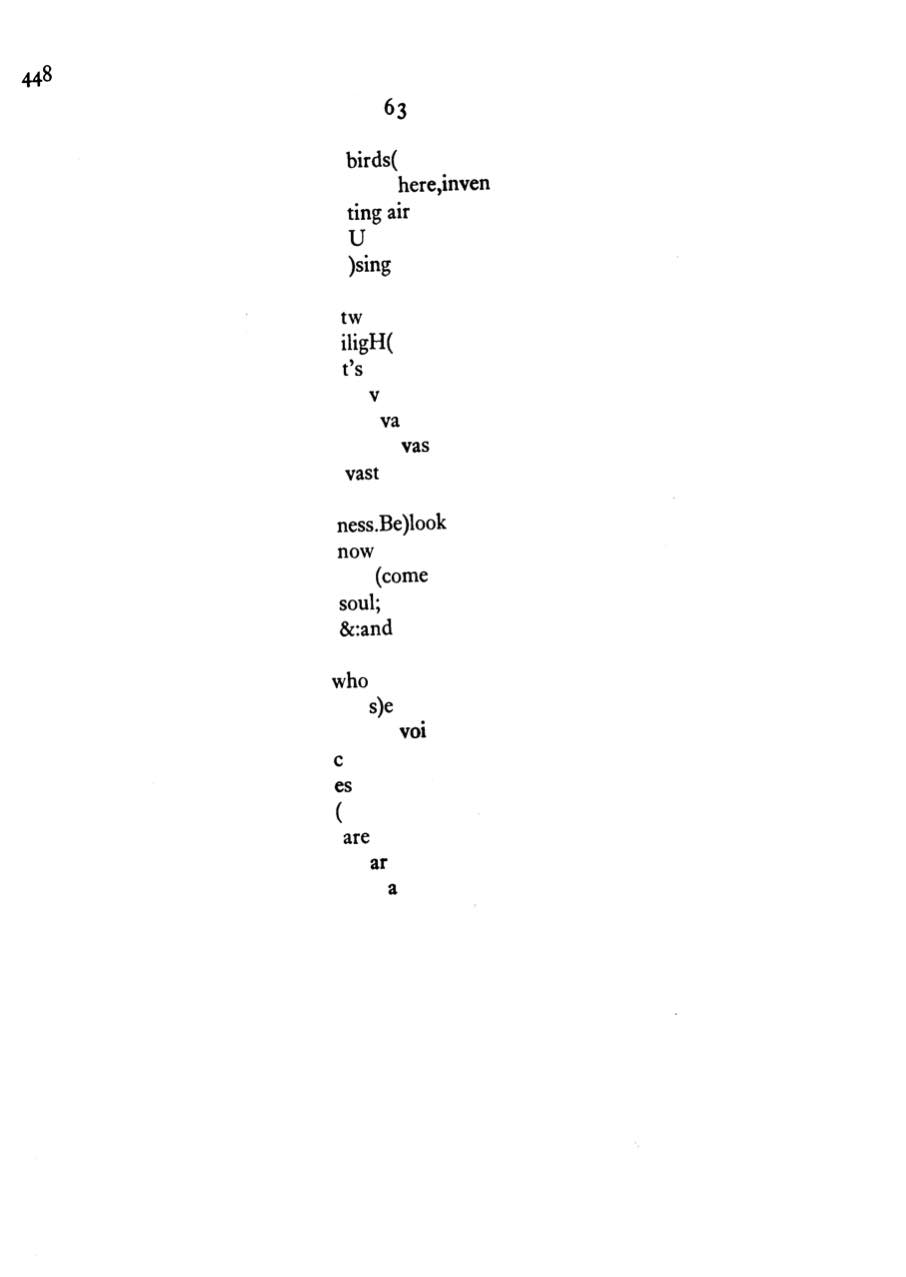 448
63
birds(
here,inven
ting air
U
)sing
tw
iligH(
t's
v
va
vas
vast
ness.Be)look
now
(come
soul;
&:and
who
s)e
voi
c
es
(
are
ar
a